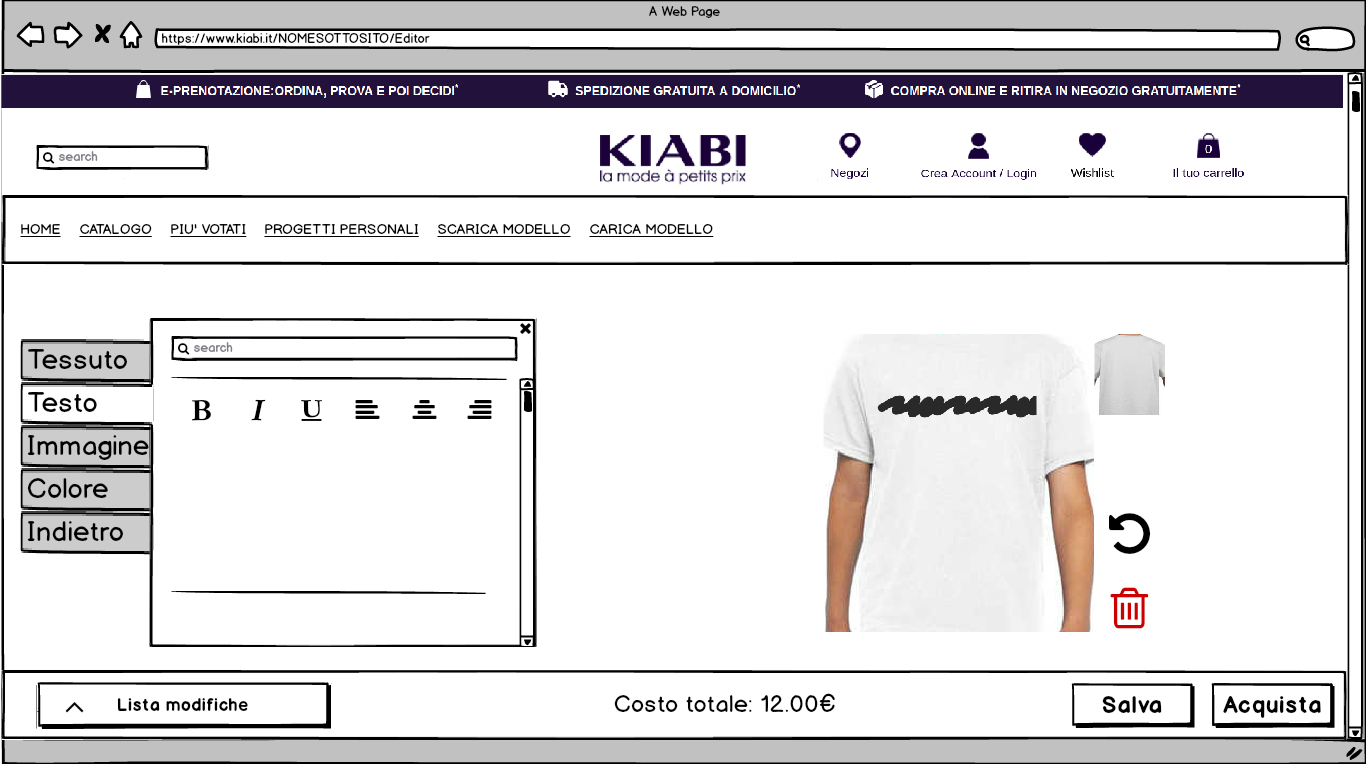 A Web Page
https://www.kiabi.it/NOMESOTTOSITO/Editor
E-PRENOTAZIONE:ORDINA, PROVA E POI DECIDI* SPEDIZIONE GRATUITA A DOMICILIO* COMPRA ONLINE E RITIRA IN NEGOZIO GRATUITAMENTE*
search
KIABI
la mode à petits prix
0
Negozi Crea Account / Login Wishlist Il tuo carrello
HOME CATALOGO PIU' VOTATI PROGETTI PERSONALI SCARICA MODELLO CARICA MODELLO
Tessuto
Testo
Immagine
Colore
Indietro
search
B I U
Lista modifiche
Costo totale: 12.00€
Salva
Acquista